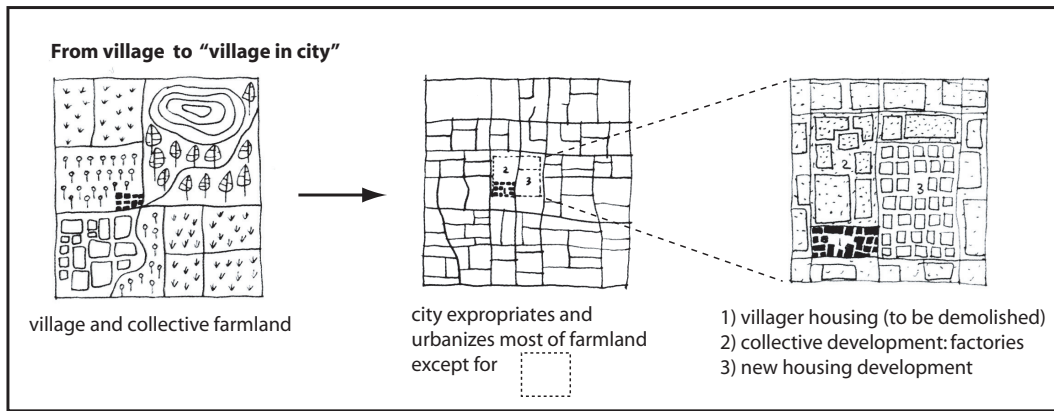 From village to “village in city”
village and collective farmland
2
3
city expropriates and
urbanizes most of farmland
except for
2
3
1
1) villager housing (to be demolished)
2) collective development: factories
3) new housing development